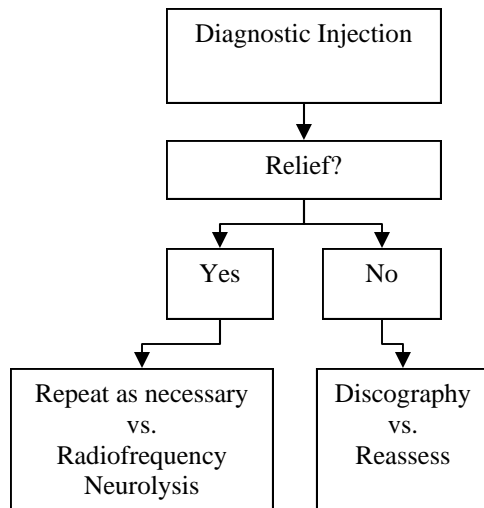 Diagnostic Injection
Relief?
Yes
No
Repeat as necessary
vs.
Radiofrequency
Neurolysis
Discography
vs.
Reassess